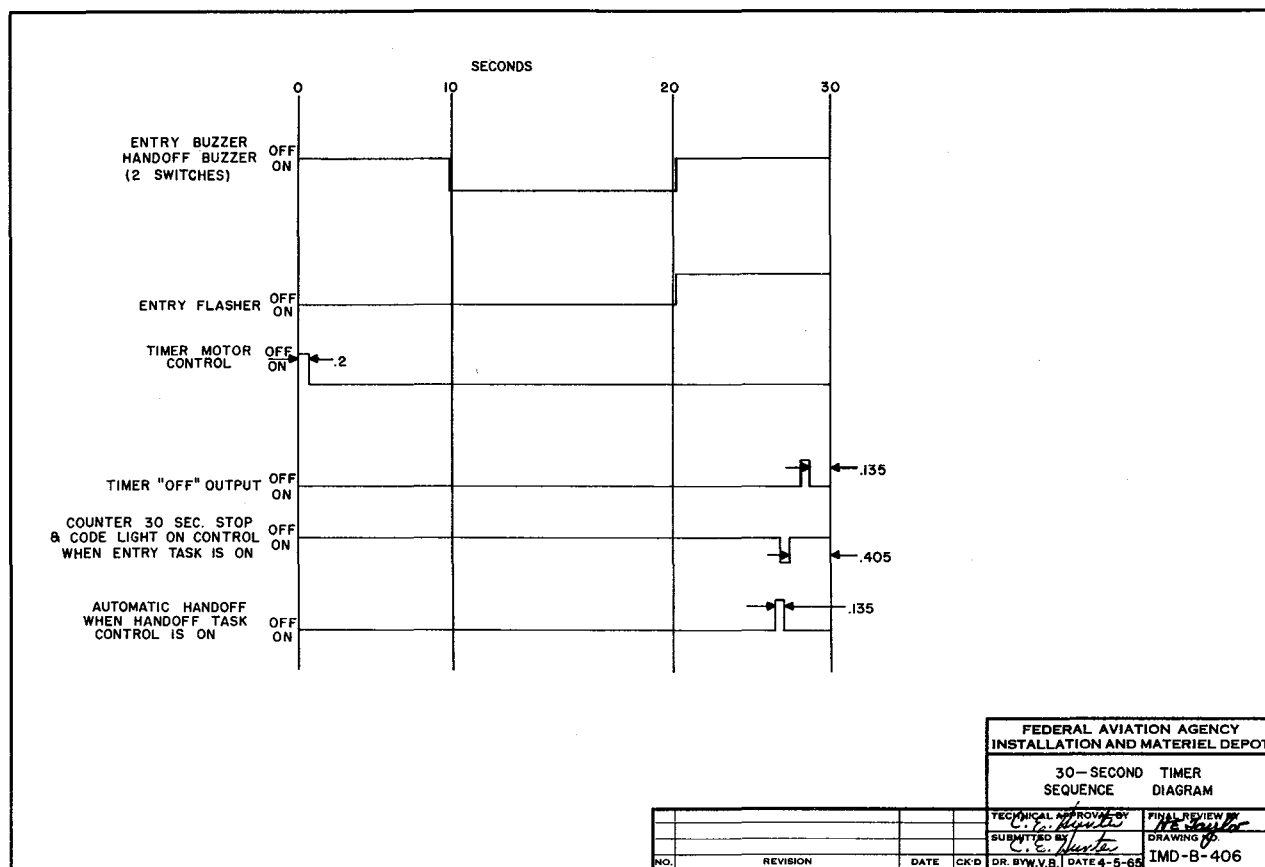 SECONDS
0 10 20 30
ENTRY BUZZER
HANDOFF BUZZER
(2 SWITCHES)
OFF
ON
ENTRY FLASHER
OFF
ON
TIMER MOTOR
CONTROL
OFF
ON
.2
TIMER "OFF" OUTPUT
OFF
ON
.135
COUNTER 30 SEC. STOP
& CODE LIGHT ON CONTROL
WHEN ENTRY TASK IS ON
OFF
ON
.405
AUTOMATIC HANDOFF
WHEN HANDOFF TASK
CONTROL IS ON
OFF
ON
.135
FEDERAL AVIATION AGENCY
INSTALLATION AND MATERIEL DEPOT
30-SECOND TIMER
SEQUENCE DIAGRAM
TECHNICAL APPROVAL BY
C. E. Hunter
FINAL REVIEW BY
Taylor
SUBMITTED BY
C. E. Hunter
DRAWING NO.
IMD-B-406
NO. REVISION DATE CK'D DR. BY W.V.B. DATE 4-5-65